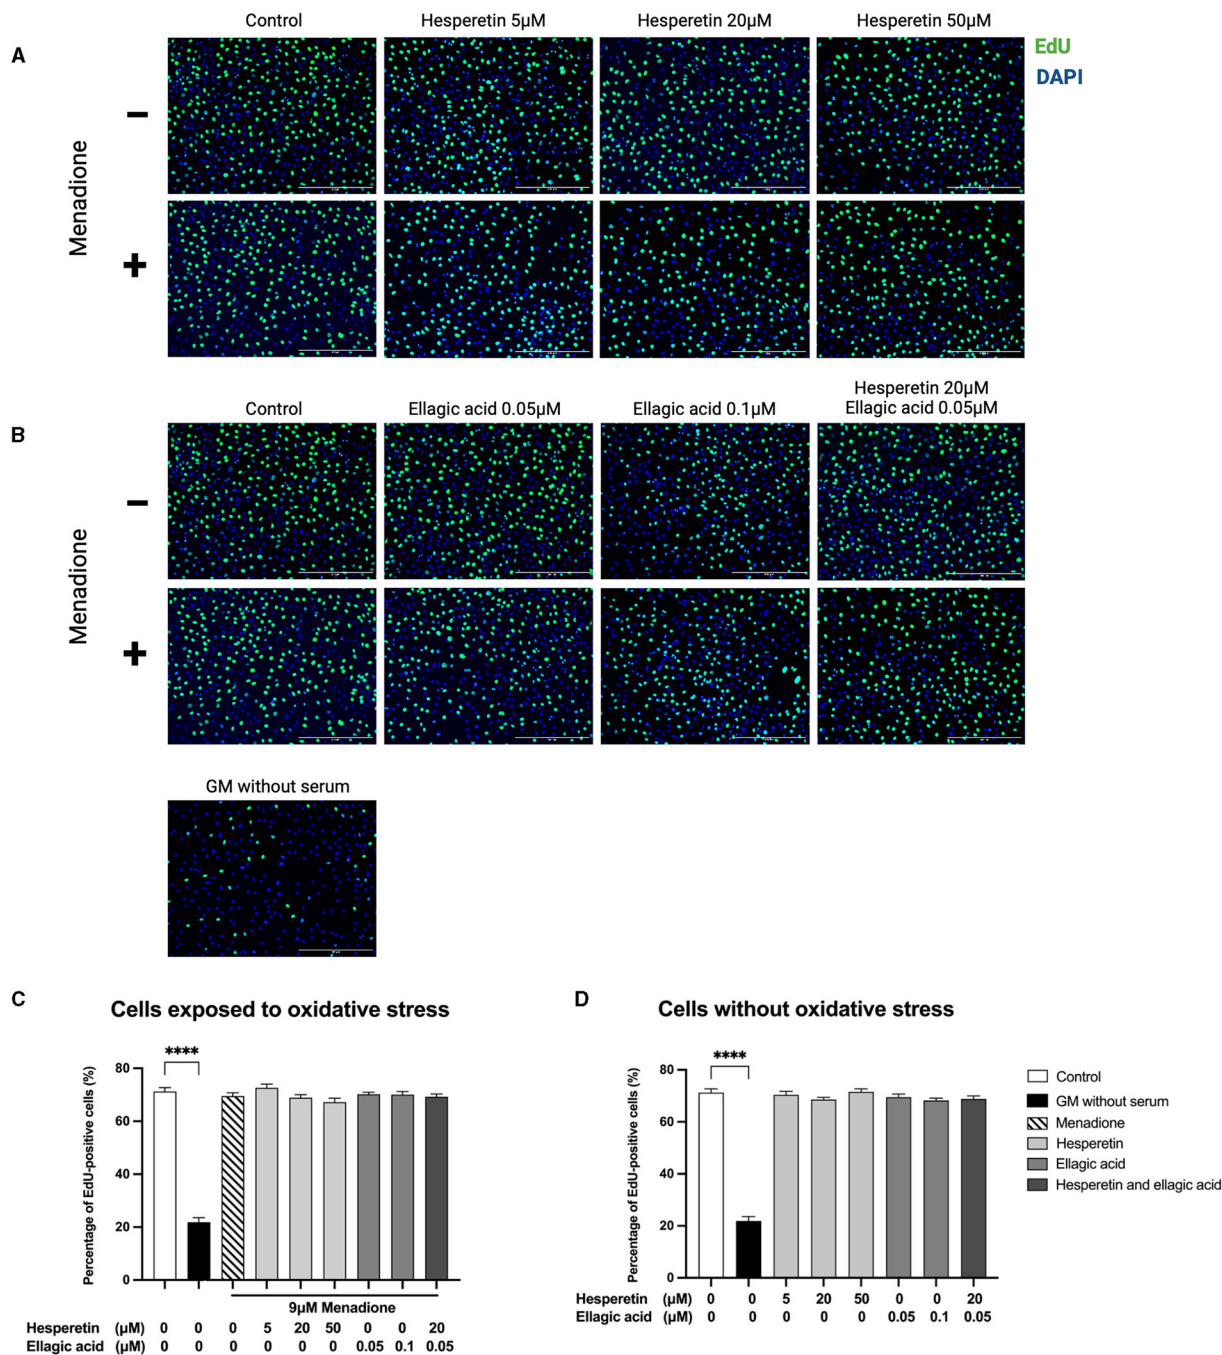 Control Hesperetin 5µM Hesperetin 20µM Hesperetin 50µM
A
EdU
DAPI
Menadione
−
+
Hesperetin 20µM
Control Ellagic acid 0.05µM Ellagic acid 0.1µM Ellagic acid 0.05µM
B
Menadione
−
+
GM without serum
C
Cells exposed to oxidative stress
****
Percentage of EdU-positive cells (%)
80
60
40
20
0
9µM Menadione
Hesperetin (µM) 0 0 0 5 20 50 0 0 20
Ellagic acid (µM) 0 0 0 0 0 0 0.05 0.1 0.05
D
Cells without oxidative stress
****
Percentage of EdU-positive cells (%)
80
60
40
20
0
Hesperetin (µM) 0 0 5 20 50 0 0 20
Ellagic acid (µM) 0 0 0 0 0 0.05 0.1 0.05
Control
GM without serum
Menadione
Hesperetin
Ellagic acid
Hesperetin and ellagic acid